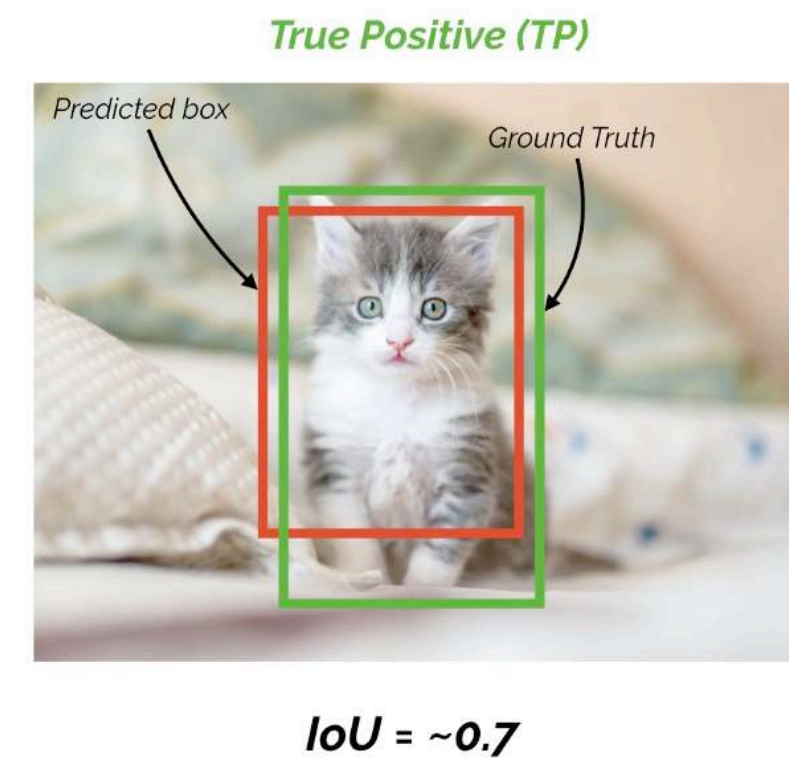 True Positive (TP)
Predicted box
Ground Truth
IoU = ~0.7